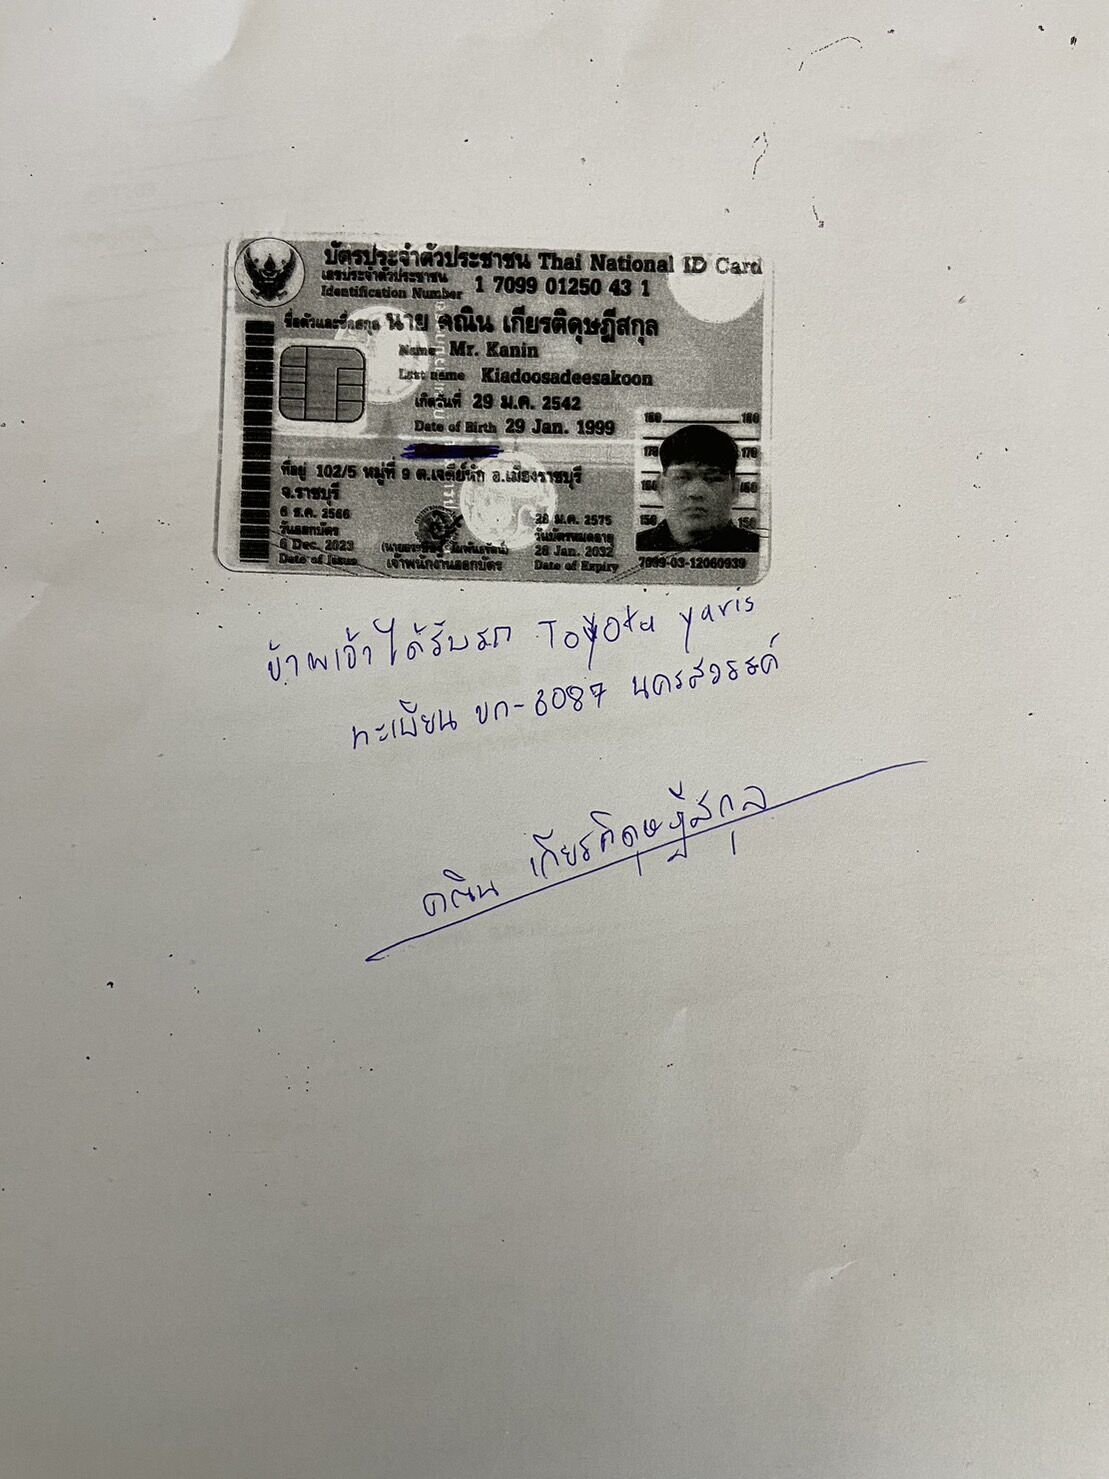 บัตรประจำตัวประชาชน Thai National ID Card
เลขประจำตัวประชาชน
Identification Number 1 7099 01250 43 1
ชื่อตัวและชื่อสกุล นาย คณิน เกียรติดุษฎีสกุล
Name Mr. Kanin
Last name Kiadoosadeesakoon
เกิดวันที่ 29 ม.ค. 2542
Date of Birth 29 Jan. 1999
ที่อยู่ 102/5 หมู่ที่ 9 ต.เจดีย์หัก อ.เมืองราชบุรี
จ.ราชบุรี
6 ธ.ค. 2566
วันออกบัตร
6 Dec. 2023
Date of Issue
เจ้าพนักงานออกบัตร
28 ม.ค. 2575
วันบัตรหมดอายุ
28 Jan. 2032
Date of Expiry
180 180
170 170
160 160
150 150
7099-03-12060939
ข้าพเจ้าได้รับรถ Toyota yaris
ทะเบียน ขก-6087 นครสวรรค์
คณิน เกียรติดุษฎีสกุล